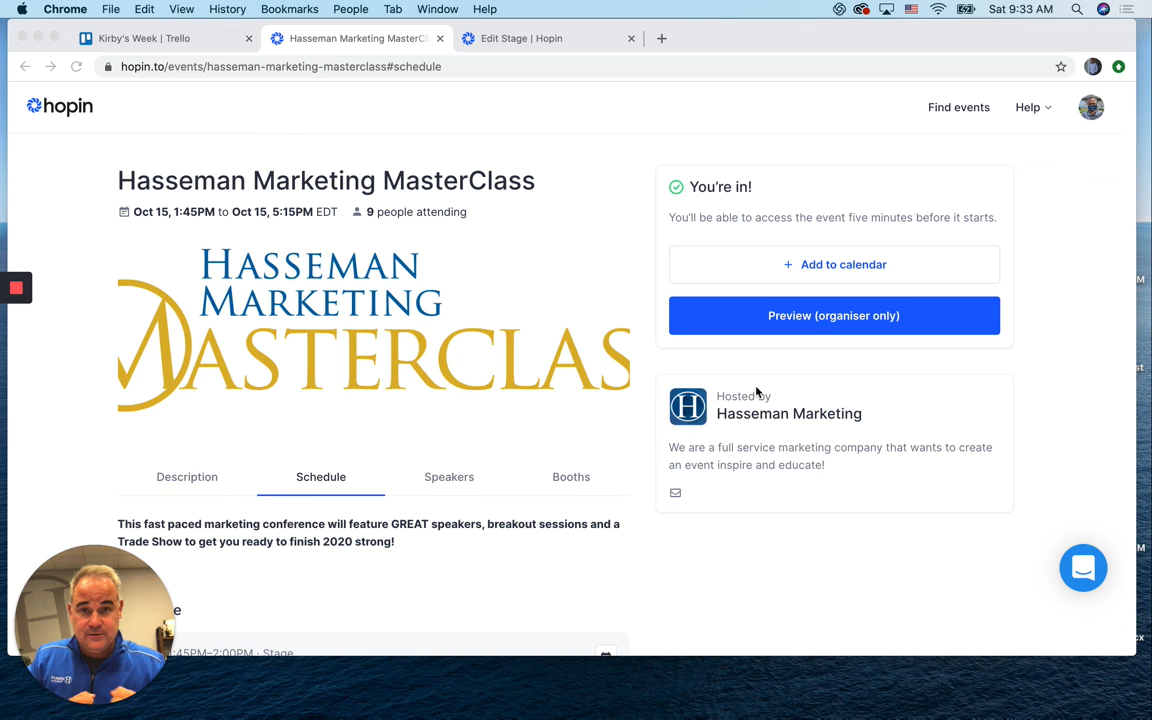 Chrome File Edit View History Bookmarks People Tab Window Help Sat 9:33 AM
Kirby's Week | Trello
Hasseman Marketing MasterCl
Edit Stage | Hopin
hopin.to/events/hasseman-marketing-masterclass#schedule
hopin
Find events
Help
Hasseman Marketing MasterClass
Oct 15, 1:45PM to Oct 15, 5:15PM EDT
9 people attending
HASSEMAN
MARKETING
MASTERCLAS
Description
Schedule
Speakers
Booths
This fast paced marketing conference will feature GREAT speakers, breakout sessions and a
Trade Show to get you ready to finish 2020 strong!
e
:45PM–2:00PM · Stage
You're in!
You'll be able to access the event five minutes before it starts.
+ Add to calendar
Preview (organiser only)
H
Hosted by
Hasseman Marketing
We are a full service marketing company that wants to create
an event inspire and educate!
M
st
M
cx